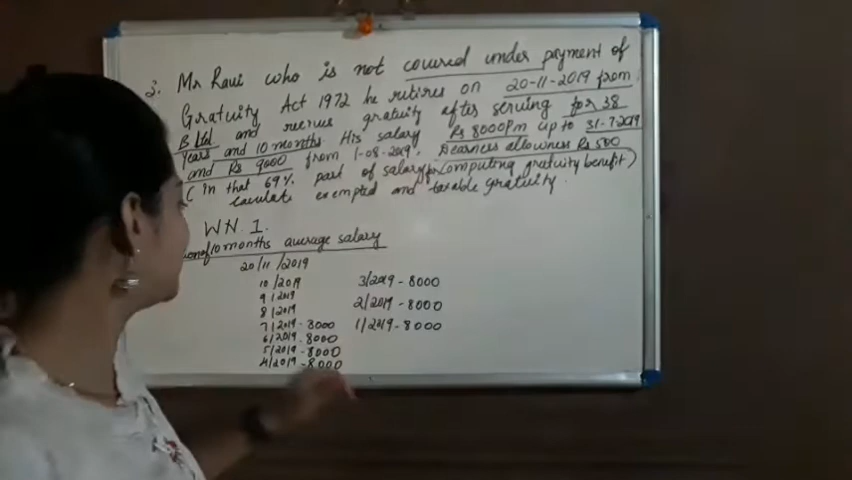 3. Mr Ravi who is not covered under payment of
Gratuity Act 1972 he retires on 20-11-2019 from
B Ltd and recieves gratuity after serving for 38
years and 10 months. His salary Rs 8000Pm up to 31-7-2019
and Rs 9000 from 1-08-2019. Dearness allowness Rs 500
( In that 69% part of salary for computing gratuity benefit)
calculate exempted and taxable gratuity.
WN. 1.
10 months average salary
20/11/2019
10/2019
9/2019
8/2019
7/2019 - 8000
6/2019 - 8000
5/2019 - 8000
4/2019 - 8000
3/2019 - 8000
2/2019 - 8000
1/2019 - 8000